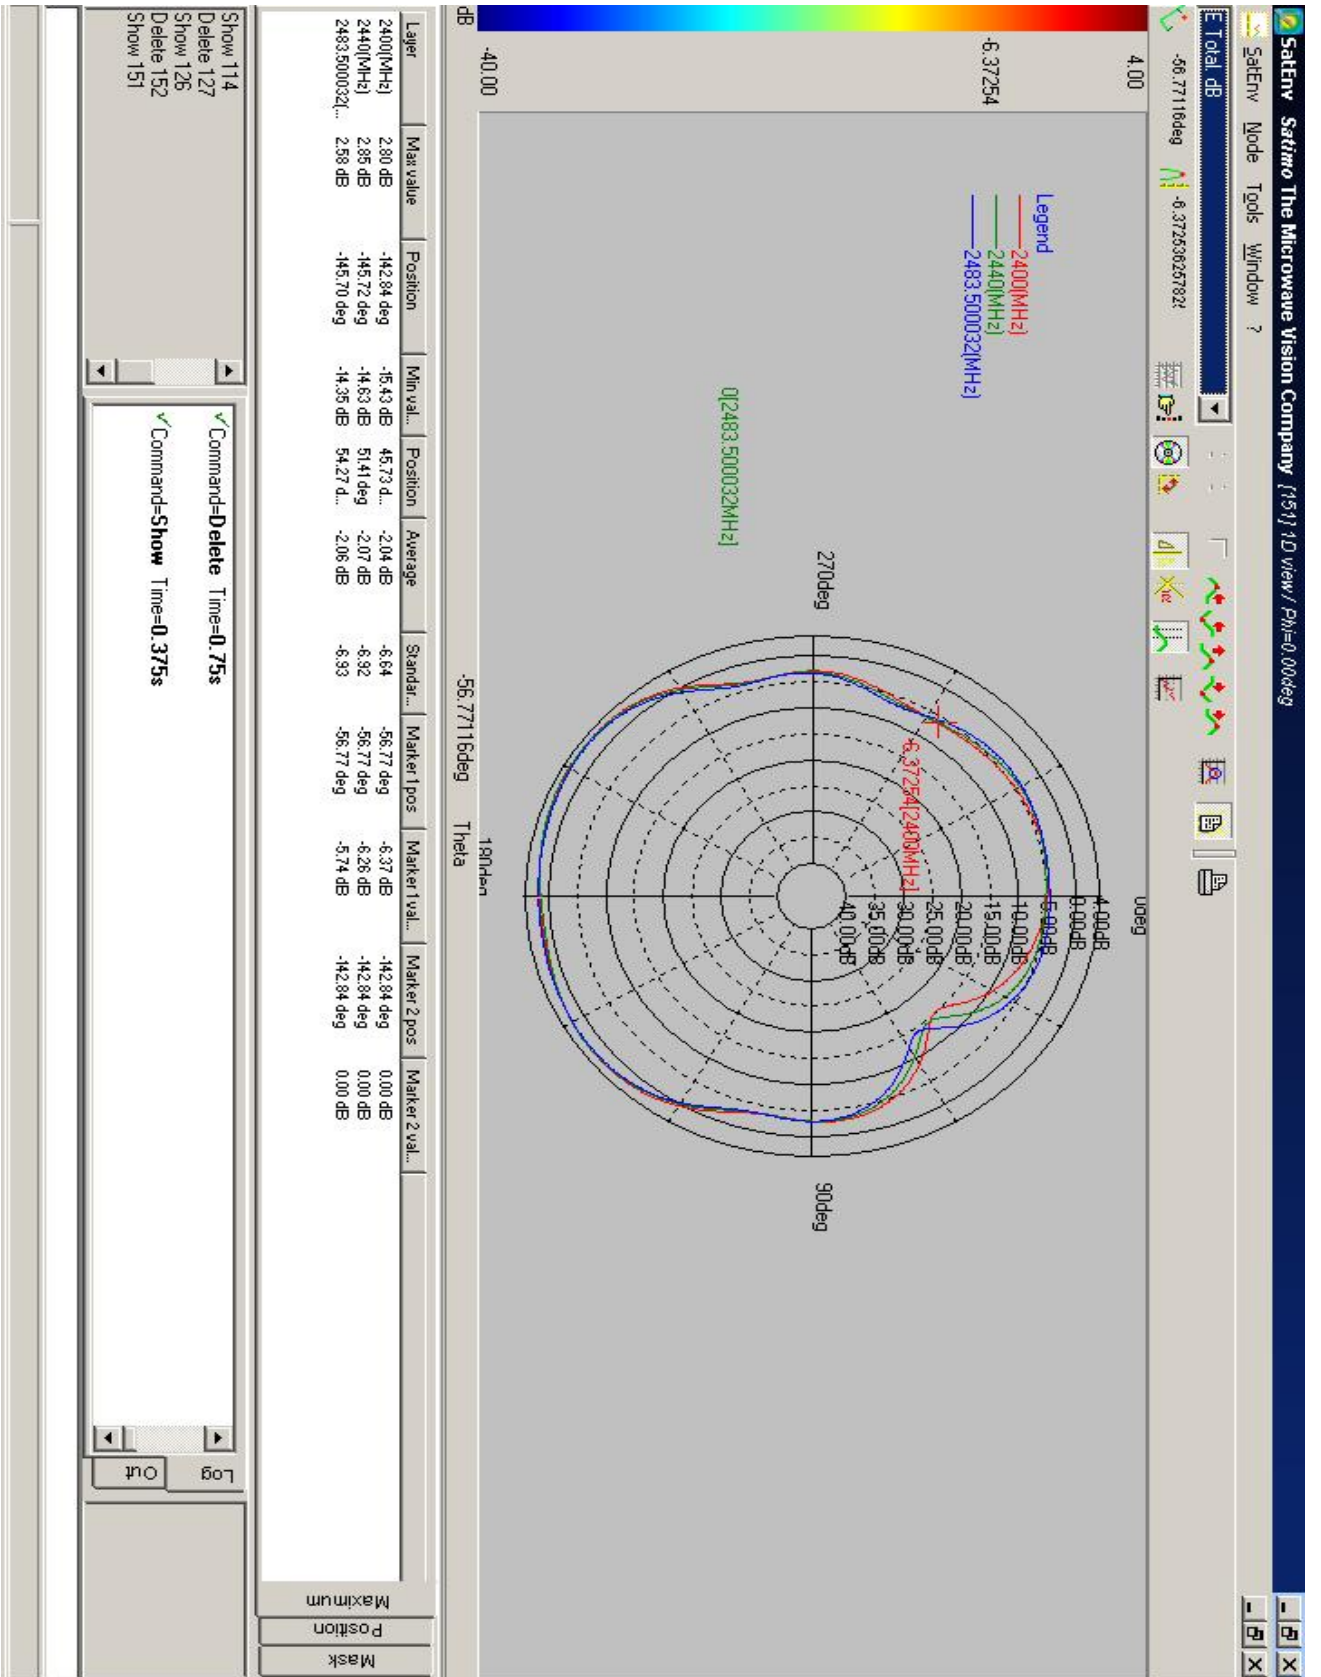 SatEnv Satimo The Microwave Vision Company [151] 1D view / Phi=0.00deg
SatEnv Node Tools Window ?
E Total. dB
-56.77116deg -6.37253625782
4.00
-6.37254
-40.00
dB
Legend
2400(MHz)
2440(MHz)
2483.500032(MHz)
0[2483.500032MHz]
0deg
270deg
90deg
180deg
4.00dB
0.00dB
-5.00dB
-10.00dB
-15.00dB
-20.00dB
-25.00dB
-30.00dB
-35.00dB
-40.00dB
-6.37254[2400MHz]
-56.77116deg Theta
Layer Max value Position Min val... Position Average Standar... Marker 1 pos Marker 1 val... Marker 2 pos Marker 2 val...
2400(MHz) 2.80 dB -142.84 deg -15.43 dB 45.73 d... -2.04 dB -6.64 -56.77 deg -6.37 dB -142.84 deg 0.00 dB
2440(MHz) 2.85 dB -145.72 deg -14.63 dB 51.41 deg -2.07 dB -6.92 -56.77 deg -6.26 dB -142.84 deg 0.00 dB
2483.500032(... 2.58 dB -145.70 deg -14.35 dB 54.27 d... -2.06 dB -6.93 -56.77 deg -5.74 dB -142.84 deg 0.00 dB
Maximum
Position
Mask
Show 114
Delete 127
Show 126
Delete 152
Show 151
Command=Delete Time=0.75s
Command=Show Time=0.375s
Log
Out